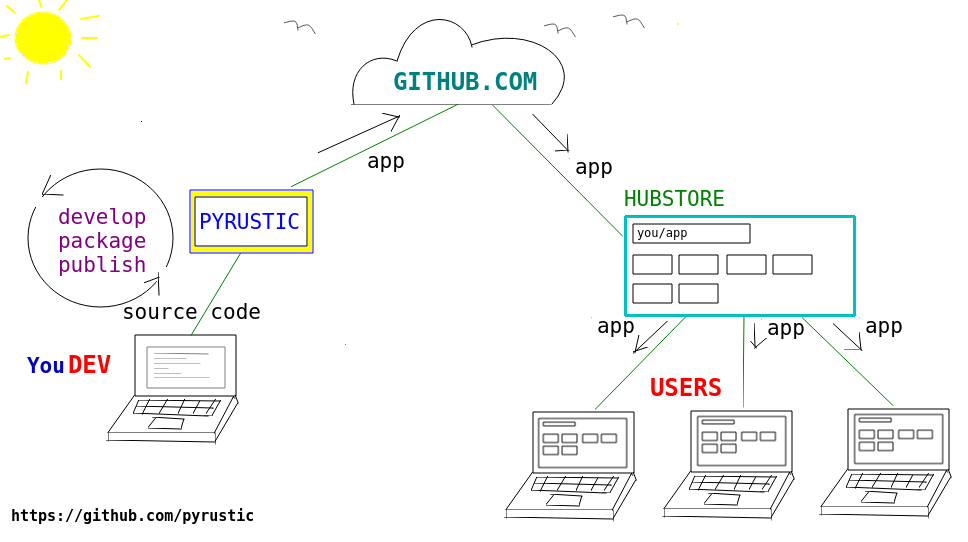 GITHUB.COM
app
app
HUBSTORE
develop
package
publish
PYRUSTIC
you/app
source code
app
app
app
You DEV
USERS
https://github.com/pyrustic